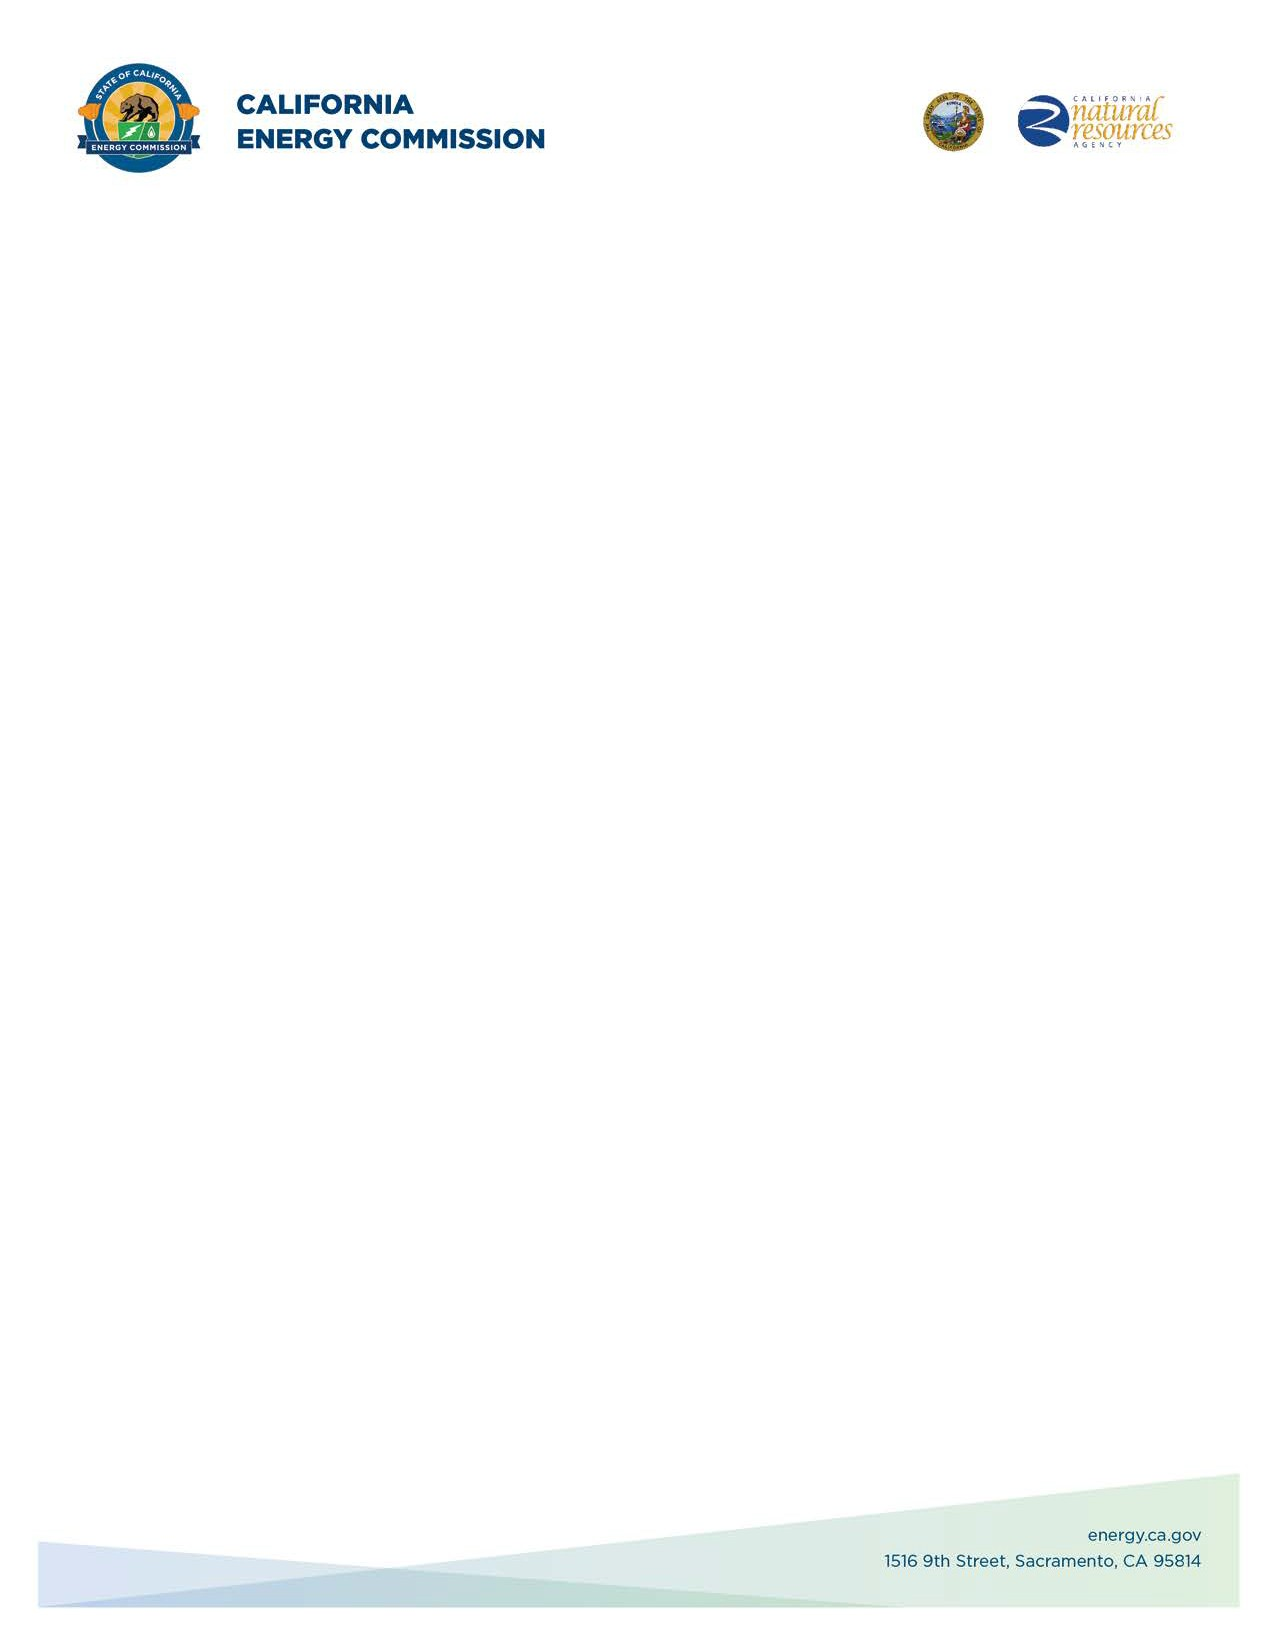 STATE OF CALIFORNIA
ENERGY COMMISSION
CALIFORNIA
ENERGY COMMISSION
CALIFORNIA
natural
resources
AGENCY
energy.ca.gov
1516 9th Street, Sacramento, CA 95814